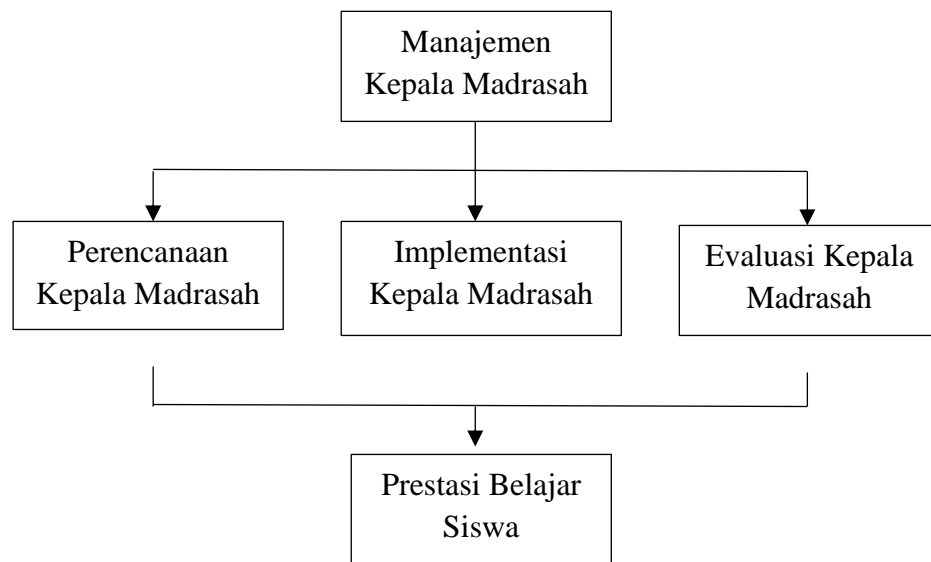 Manajemen
Kepala Madrasah
Perencanaan
Kepala Madrasah
Implementasi
Kepala Madrasah
Evaluasi Kepala
Madrasah
Prestasi Belajar
Siswa